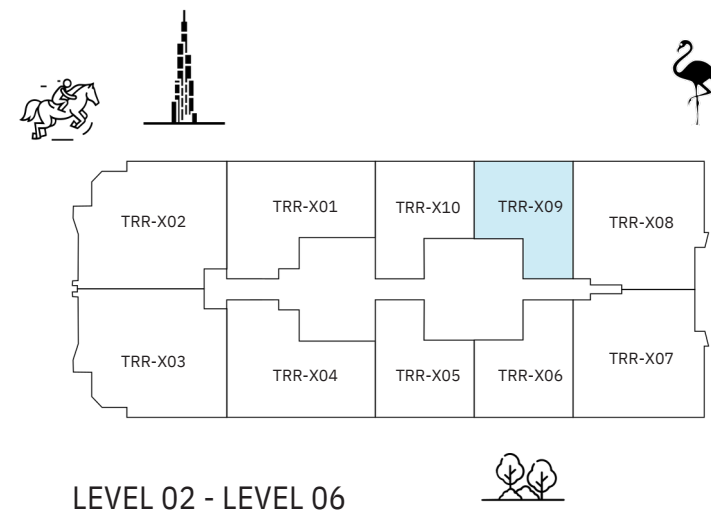 TRR-X01
TRR-X10
TRR-X09
TRR-X02
TRR-X08
TRR-X03
TRR-X04
TRR-X05
TRR-X06
TRR-X07
LEVEL 02 - LEVEL 06